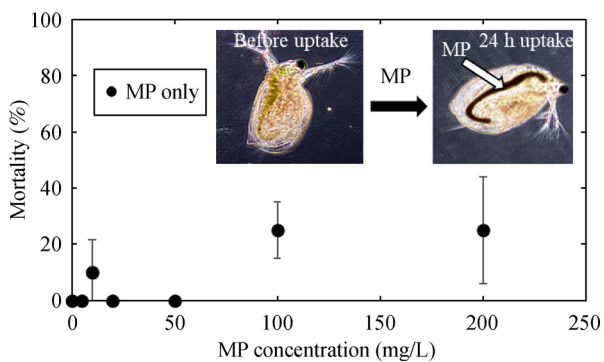 100
80
60
40
20
0
Mortality (%)
MP only
Before uptake
MP
24 h uptake
MP
0 50 100 150 200 250
MP concentration (mg/L)